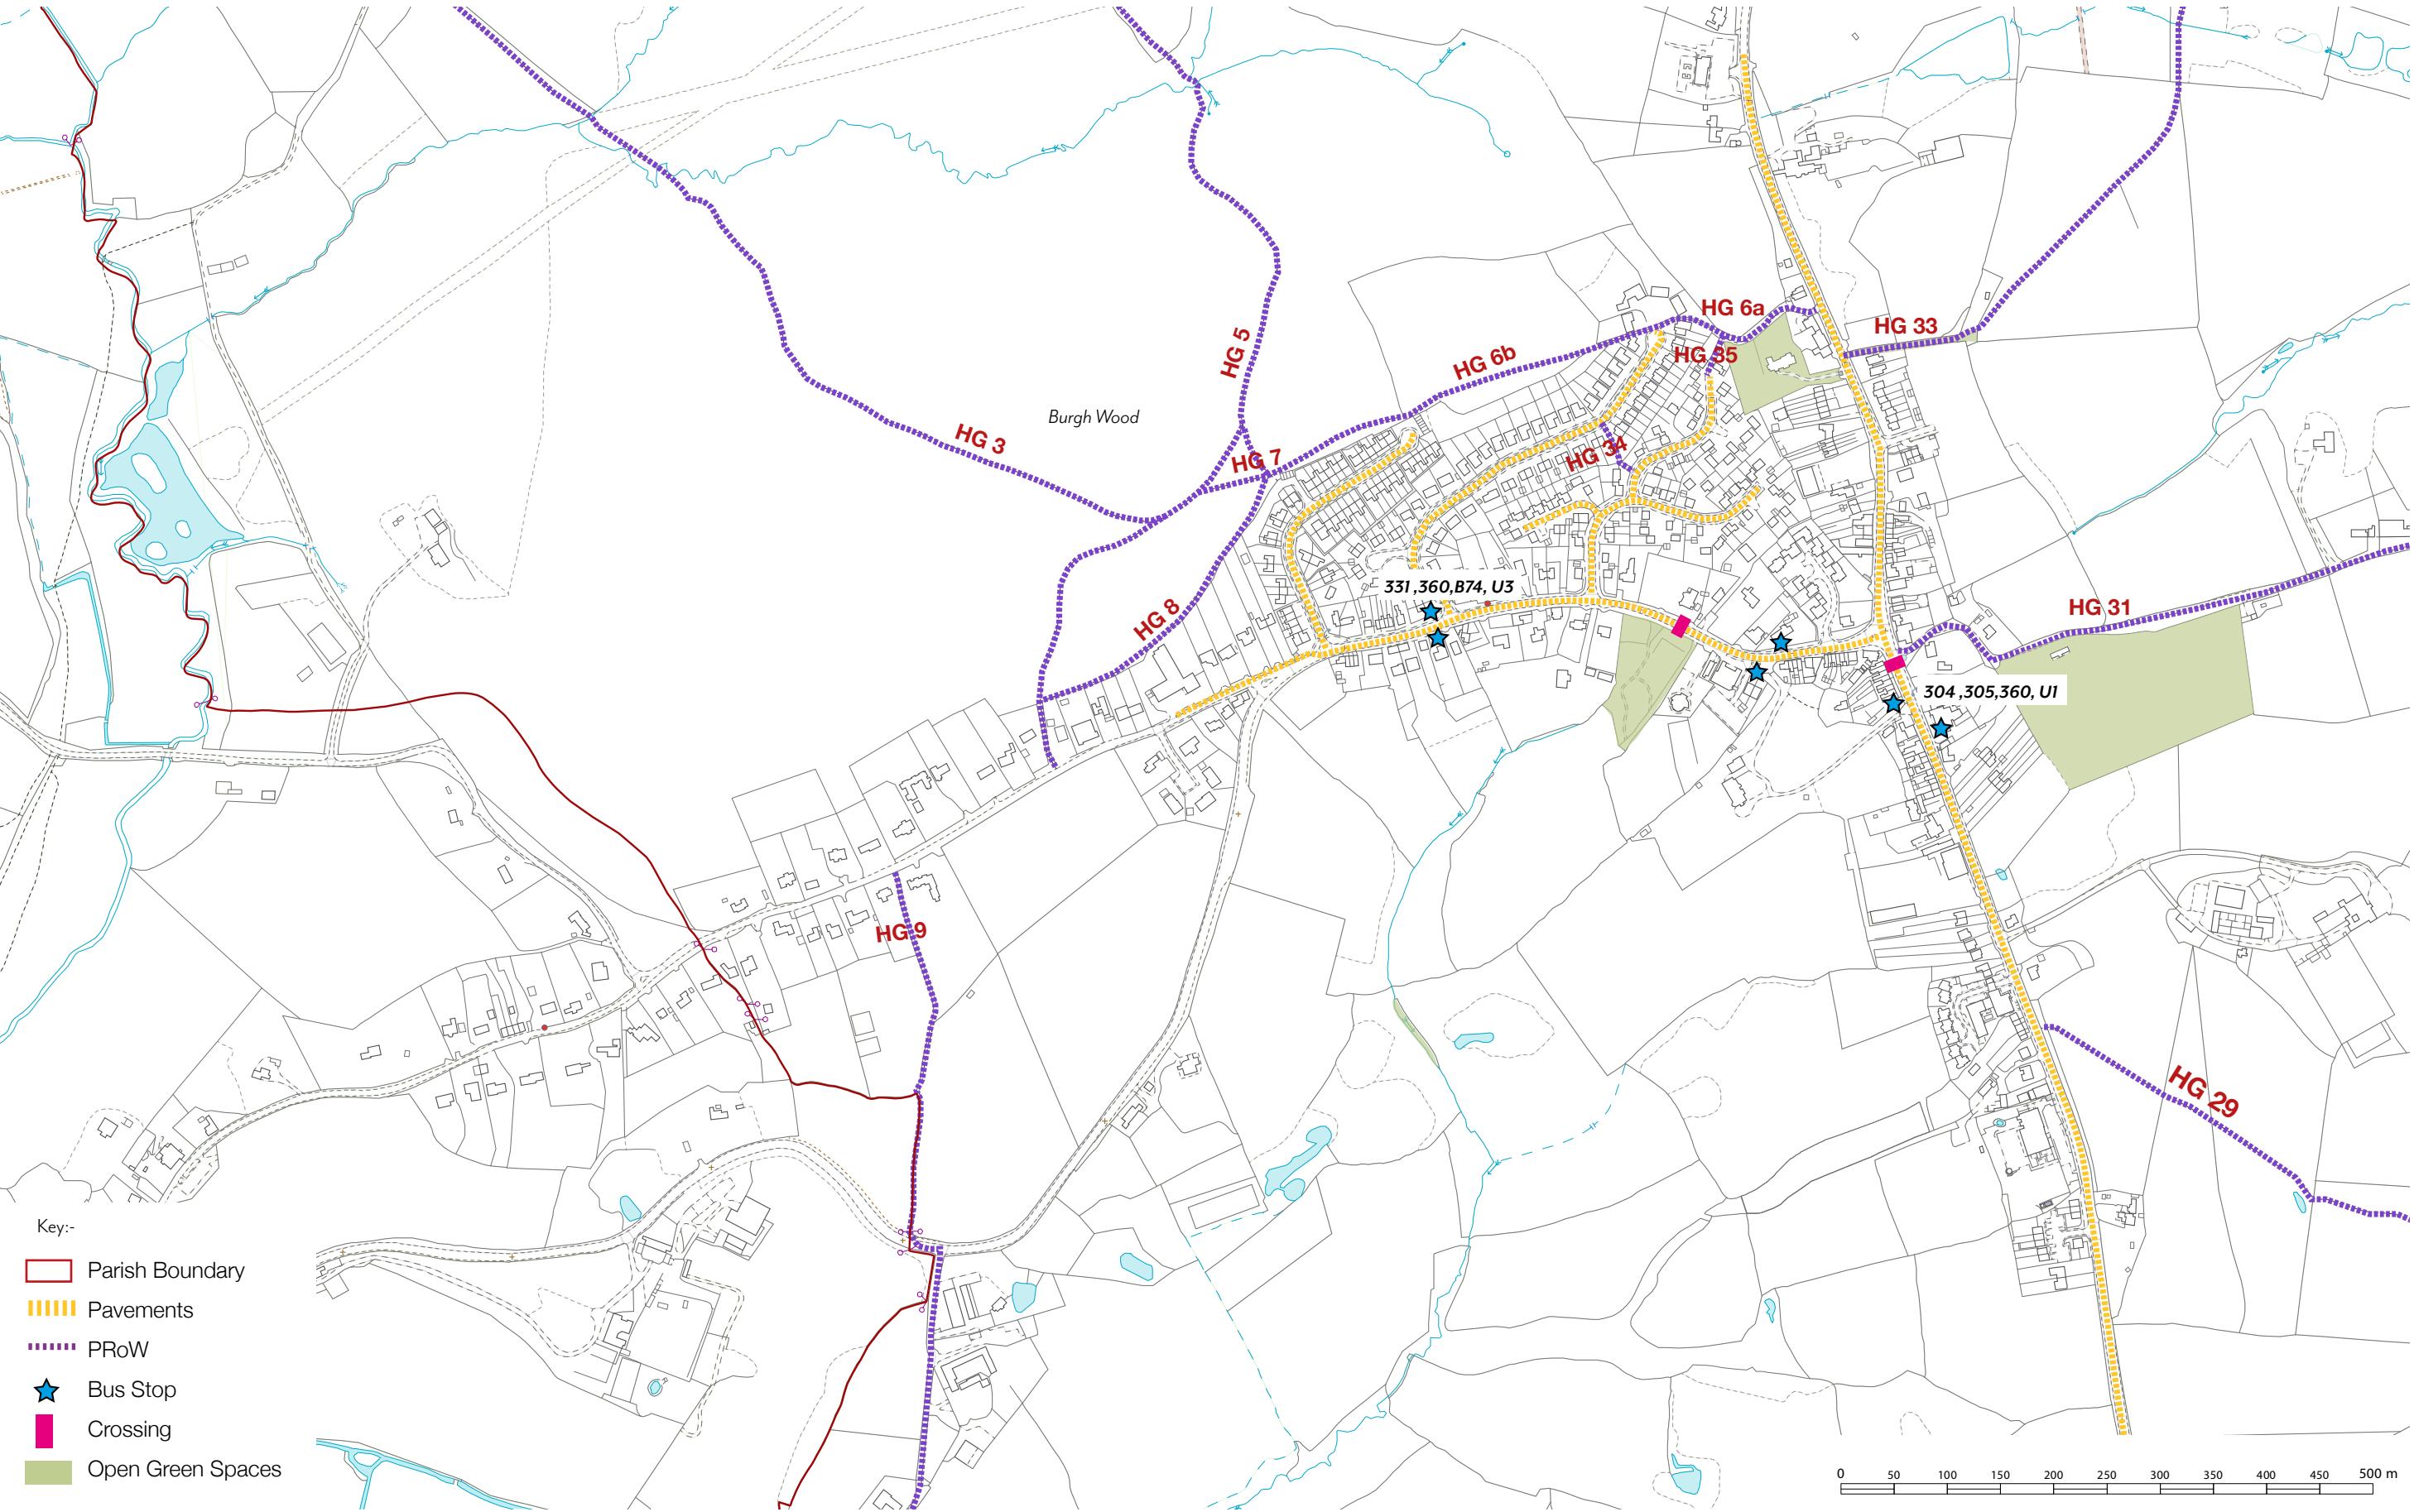 HG 6a
HG 33
HG 5
HG 35
HG 6b
Burgh Wood
HG 3
HG 34
HG 7
331 ,360,B74, U3
HG 31
HG 8
304 ,305,360, U1
HG 9
HG 29
Key:-
Parish Boundary
Pavements
PRoW
Bus Stop
Crossing
Open Green Spaces
0 50 100 150 200 250 300 350 400 450 500 m